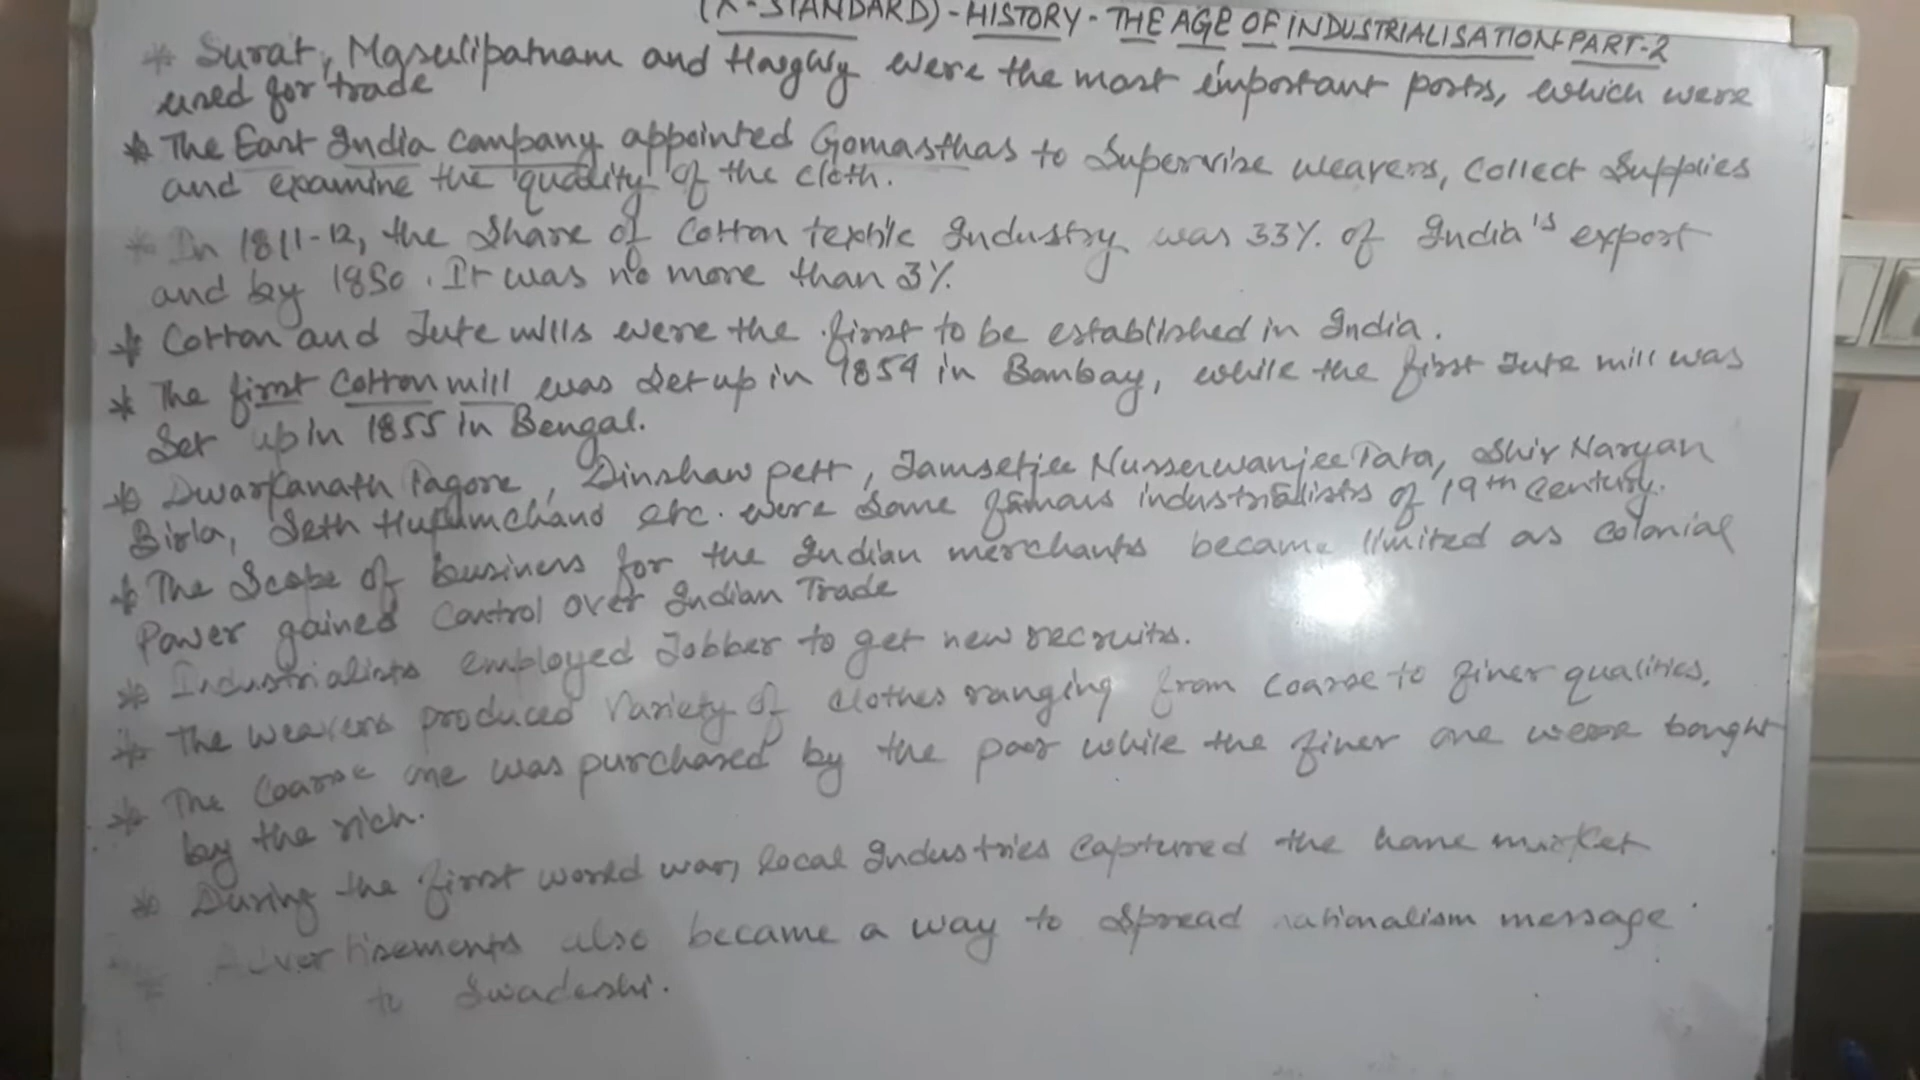 (X-STANDARD)-HISTORY-THE AGE OF INDUSTRIALISATION-PART-2
* Surat, Masulipatnam and were the most important ports, which were
used for trade
* The East India company appointed Gomasthas to Supervise weavers, collect Supplies
and examine the quality of the cloth.
* In 1811-12, the Share of Cotton textile Industry was 33%. of India's export
and by 1850. It was no more than 3%.
* Cotton and Jute mills were the first to be established in India.
* The first Cotton mill was Set up in 1854 in Bombay, while the first Jute mill was
Set up in 1855 in Bengal.
* Dwarkanath Tagore, Dinshaw pett, Jamsetjee Nusserwanjee Tata, Shiv Naryan
Birla, Seth Hukumchand etc. were some famous industrialists of 19th Century.
* The Scope of business for the Indian merchants became limited as colonial
Power gained Control over Indian Trade
* Industrialists employed Jobber to get new recruits.
* The weavers produced Variety of clothes ranging from coarse to finer qualities.
* The Coarse one was purchased by the poor while the finer one were bought
by the rich.
* During the first world war, local Industries Captured the home market
* Advertisements also became a way to Spread nationalism message
to Swadeshi.